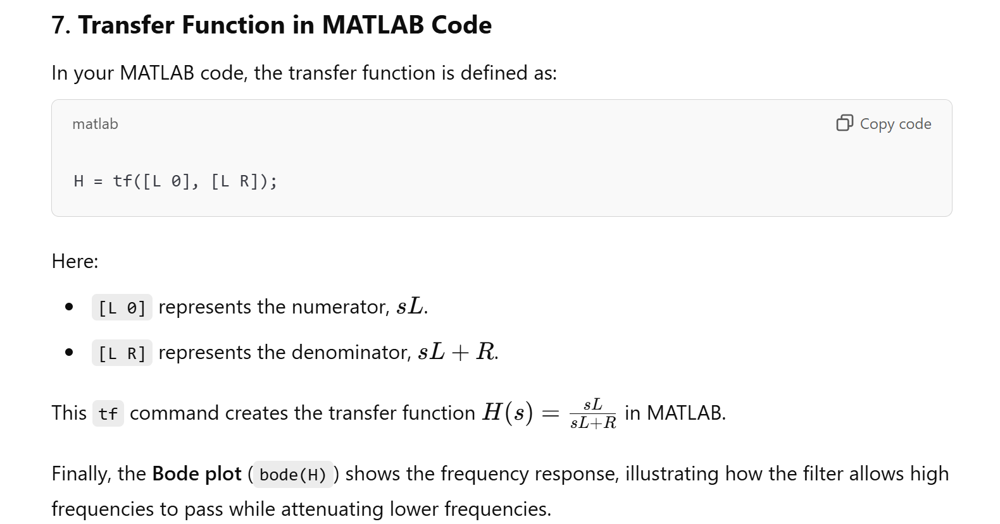 7. Transfer Function in MATLAB Code
In your MATLAB code, the transfer function is defined as:
matlab
Copy code
H = tf([L 0], [L R]);
Here:
• [L 0] represents the numerator, sL.
• [L R] represents the denominator, sL + R.
This tf command creates the transfer function H(s) = sL/sL+R in MATLAB.
Finally, the Bode plot (bode(H)) shows the frequency response, illustrating how the filter allows high
frequencies to pass while attenuating lower frequencies.